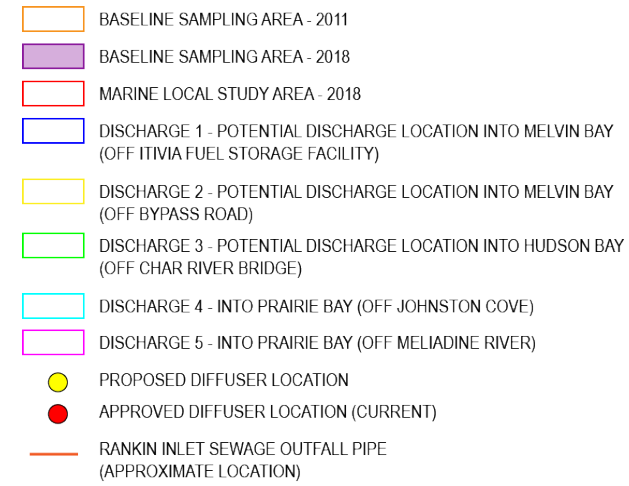 BASELINE SAMPLING AREA - 2011
BASELINE SAMPLING AREA - 2018
MARINE LOCAL STUDY AREA - 2018
DISCHARGE 1 - POTENTIAL DISCHARGE LOCATION INTO MELVIN BAY
(OFF ITIVIA FUEL STORAGE FACILITY)
DISCHARGE 2 - POTENTIAL DISCHARGE LOCATION INTO MELVIN BAY
(OFF BYPASS ROAD)
DISCHARGE 3 - POTENTIAL DISCHARGE LOCATION INTO HUDSON BAY
(OFF CHAR RIVER BRIDGE)
DISCHARGE 4 - INTO PRAIRIE BAY (OFF JOHNSTON COVE)
DISCHARGE 5 - INTO PRAIRIE BAY (OFF MELIADINE RIVER)
PROPOSED DIFFUSER LOCATION
APPROVED DIFFUSER LOCATION (CURRENT)
RANKIN INLET SEWAGE OUTFALL PIPE
(APPROXIMATE LOCATION)